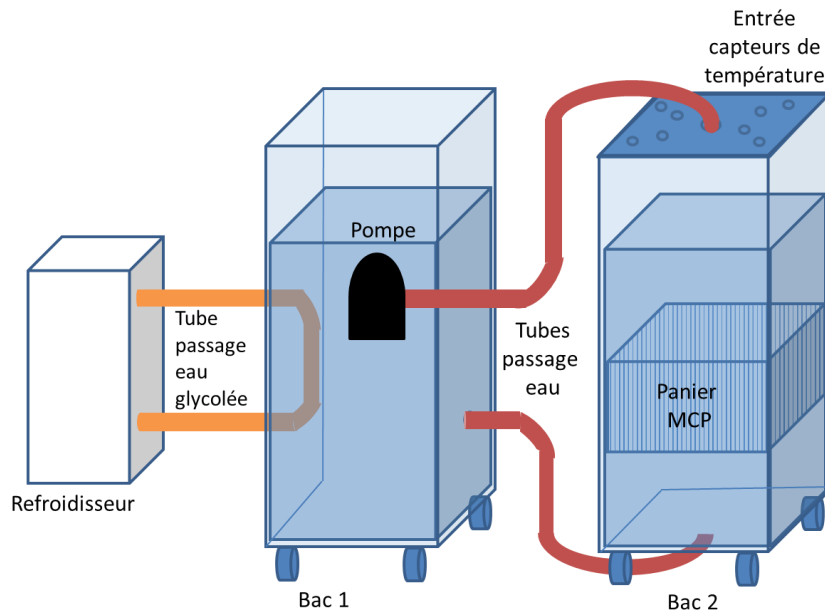 Entrée
capteurs de
température
Pompe
Tube
passage
eau
glycolée
Tubes
passage
eau
Panier
MCP
Refroidisseur
Bac 1
Bac 2